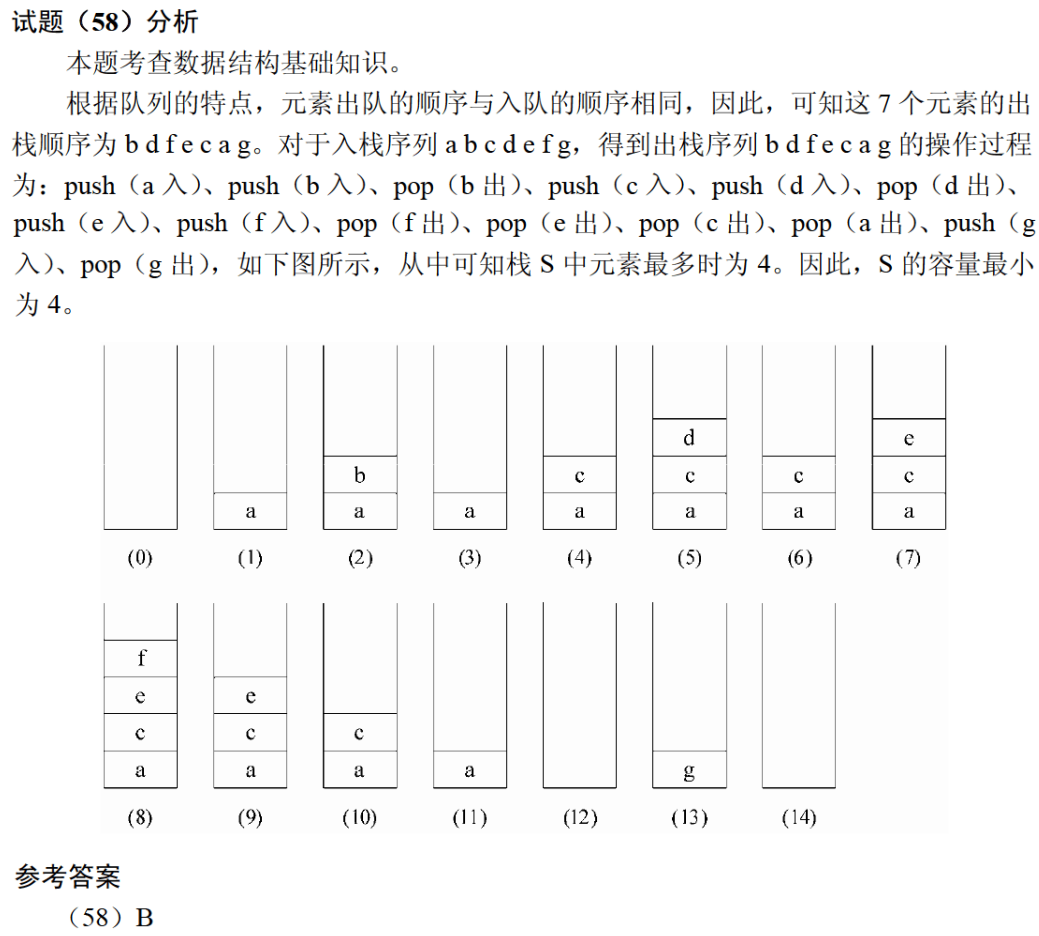 试题（58）分析
本题考查数据结构基础知识。
根据队列的特点，元素出队的顺序与入队的顺序相同，因此，可知这 7 个元素的出
栈顺序为 b d f e c a g。对于入栈序列 a b c d e f g，得到出栈序列 b d f e c a g 的操作过程
为：push（a 入）、push（b 入）、pop（b 出）、push（c 入）、push（d 入）、pop（d 出）、
push（e 入）、push（f 入）、pop（f 出）、pop（e 出）、pop（c 出）、pop（a 出）、push（g
入）、pop（g 出），如下图所示，从中可知栈 S 中元素最多时为 4。因此，S 的容量最小
为 4。
d e
b c c c c
a a a a a a a
(0) (1) (2) (3) (4) (5) (6) (7)
f
e e
c c c
a a a a g
(8) (9) (10) (11) (12) (13) (14)
参考答案
（58）B